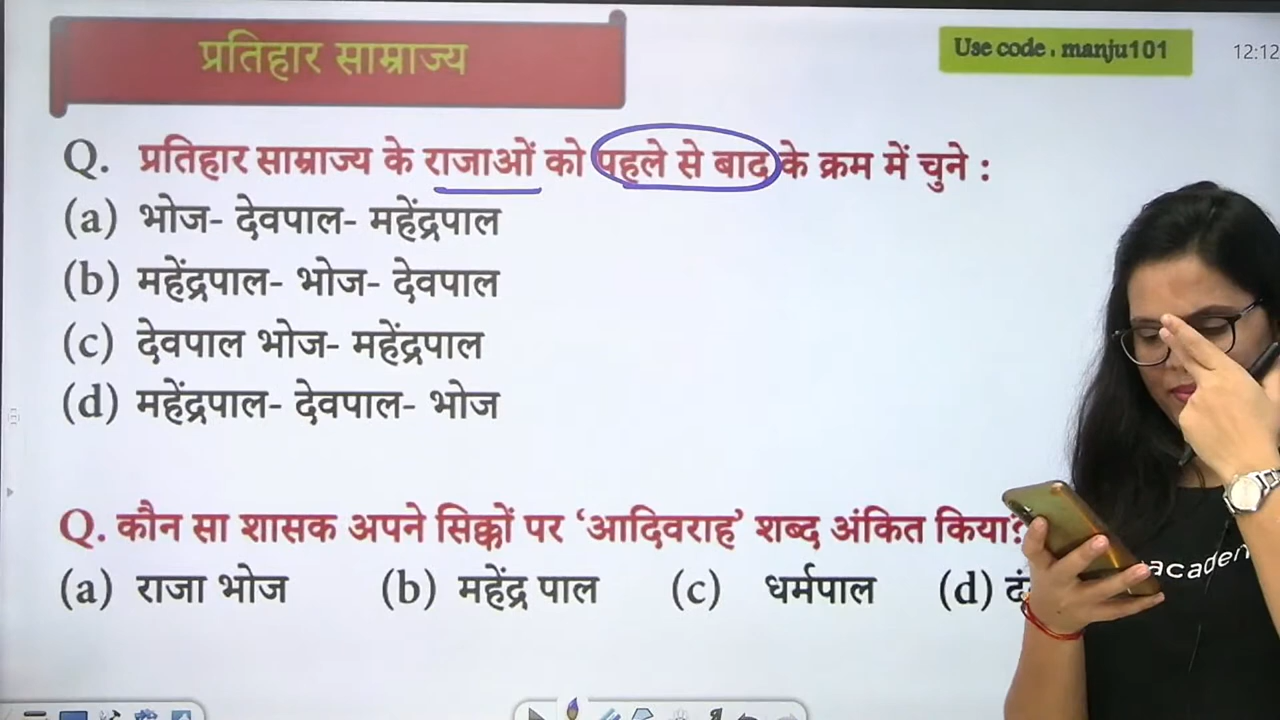 प्रतिहार साम्राज्य
Use code . manju101
12:12
Q. प्रतिहार साम्राज्य के राजाओं को पहले से बाद के क्रम में चुने :
(a) भोज- देवपाल- महेंद्रपाल
(b) महेंद्रपाल- भोज- देवपाल
(c) देवपाल भोज- महेंद्रपाल
(d) महेंद्रपाल- देवपाल- भोज
Q. कौन सा शासक अपने सिक्कों पर ‘आदिवराह’ शब्द अंकित किया?
(a) राजा भोज (b) महेंद्र पाल (c) धर्मपाल (d)